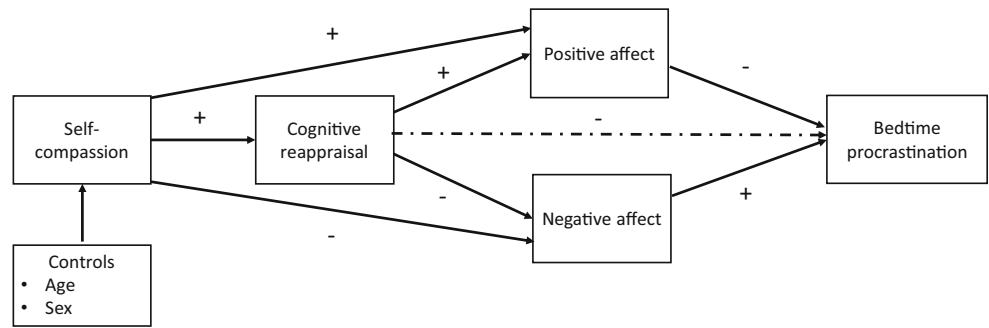 +
Positive affect
-
+
Self-
compassion
+
Cognitive
reappraisal
-
Bedtime
procrastination
-
Negative affect
+
-
Controls
• Age
• Sex